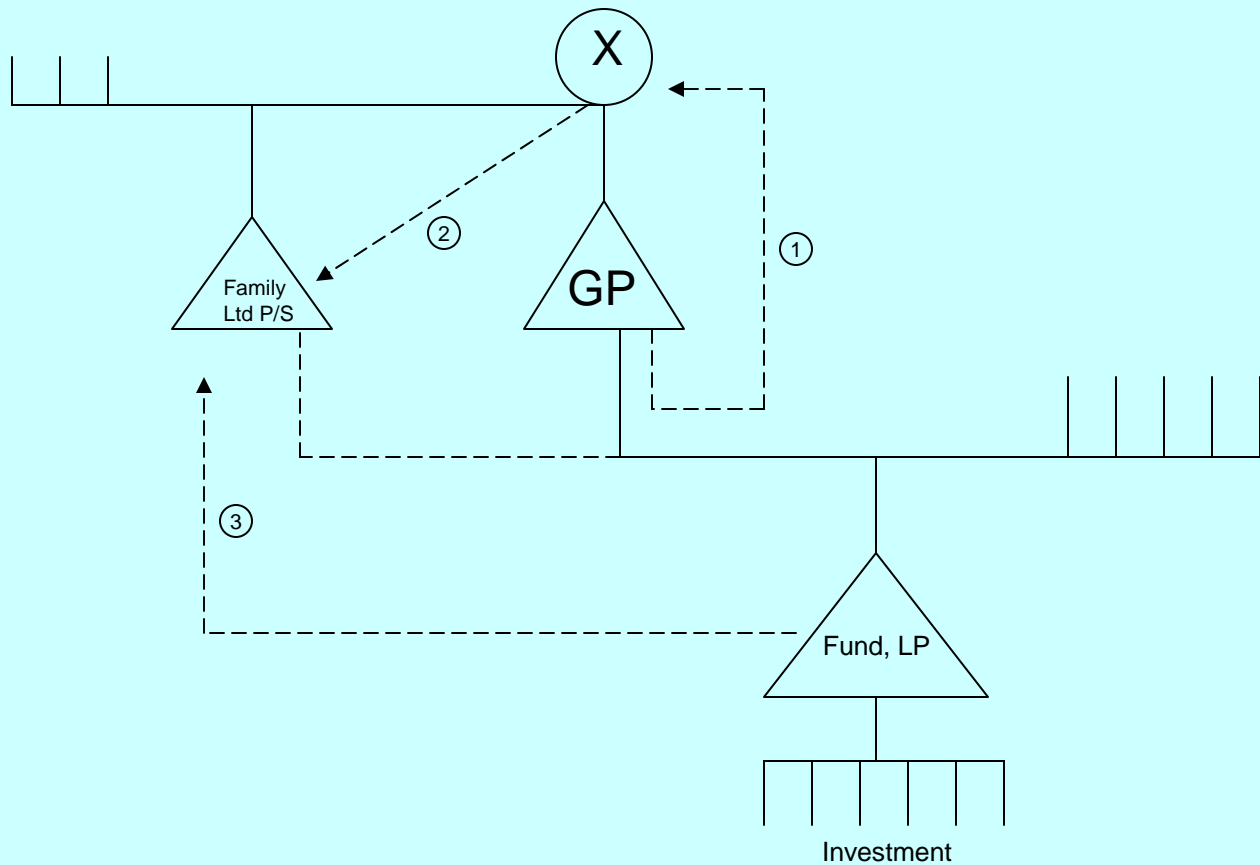 X
2
1
Family
Ltd P/S
GP
3
Fund, LP
Investment